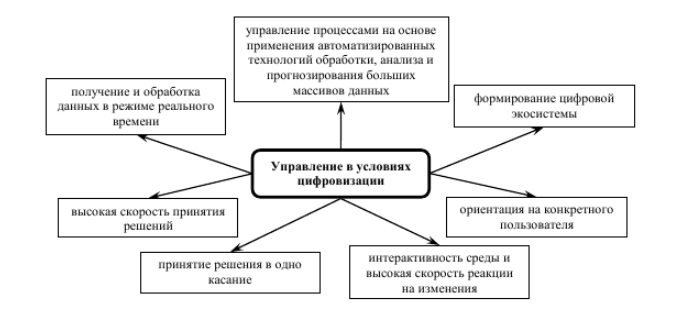 управление процессами на основе
применения автоматизированных
технологий обработки, анализа и
прогнозирования больших
массивов данных
получение и обработка
данных в режиме реального
времени
формирование цифровой
экосистемы
Управление в условиях
цифровизации
высокая скорость принятия
решений
ориентация на конкретного
пользователя
принятие решения в одно
касание
интерактивность среды и
высокая скорость реакции
на изменения